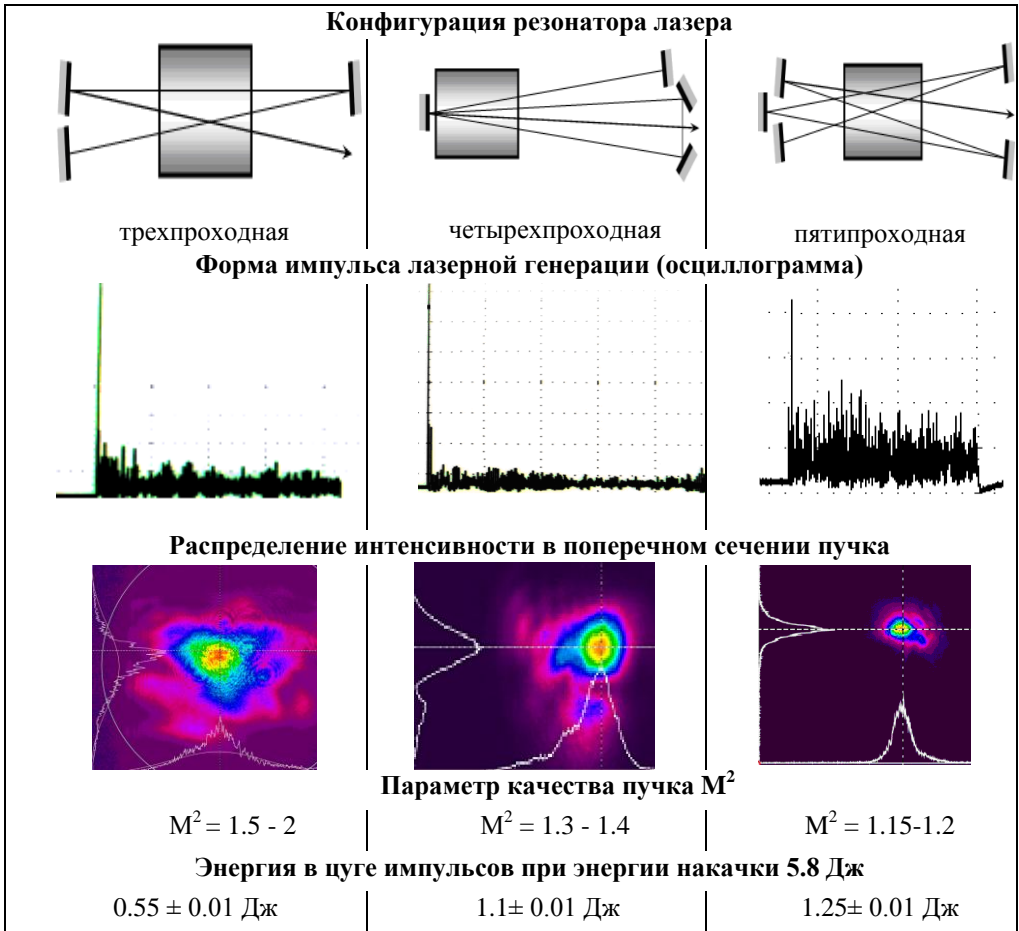 Конфигурация резонатора лазера
трехпроходная четырехпроходная пятипроходная
Форма импульса лазерной генерации (осциллограмма)
Распределение интенсивности в поперечном сечении пучка
Параметр качества пучка M²
M² = 1.5 - 2 M² = 1.3 - 1.4 M² = 1.15-1.2
Энергия в цуге импульсов при энергии накачки 5.8 Дж
0.55 ± 0.01 Дж 1.1± 0.01 Дж 1.25± 0.01 Дж